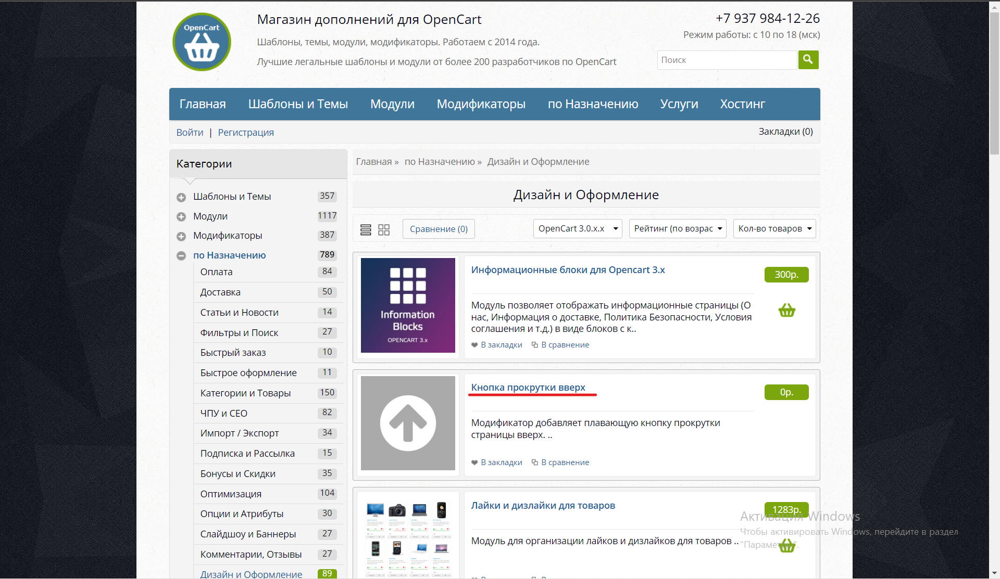 OpenCart
Магазин дополнений для OpenCart
Шаблоны, темы, модули, модификаторы. Работаем с 2014 года.
Лучшие легальные шаблоны и модули от более 200 разработчиков по OpenCart
+7 937 984-12-26
Режим работы: с 10 по 18 (мск)
Поиск
Главная Шаблоны и Темы Модули Модификаторы по Назначению Услуги Хостинг
Войти | Регистрация
Закладки (0)
Категории
Шаблоны и Темы 357
Модули 1117
Модификаторы 387
по Назначению 789
Оплата 84
Доставка 50
Статьи и Новости 14
Фильтры и Поиск 27
Быстрый заказ 10
Быстрое оформление 11
Категории и Товары 150
ЧПУ и СЕО 82
Импорт / Экспорт 34
Подписка и Рассылка 15
Бонусы и Скидки 35
Оптимизация 104
Опции и Атрибуты 30
Слайдшоу и Баннеры 27
Комментарии, Отзывы 27
Дизайн и Оформление 89
Главная » по Назначению » Дизайн и Оформление
Дизайн и Оформление
Сравнение (0)
OpenCart 3.0.x.x
Рейтинг (по возрас
Кол-во товаров
Information
Blocks
OPENCART 3.x
Информационные блоки для Opencart 3.x
300р.
Модуль позволяет отображать информационные страницы (О
нас, Информация о доставке, Политика Безопасности, Условия
соглашения и т.д.) в виде блоков с к..
В закладки В сравнение
Кнопка прокрутки вверх
0р.
Модификатор добавляет плавающую кнопку прокрутки
страницы вверх. ..
В закладки В сравнение
Лайки и дизлайки для товаров
1283р.
Модуль для организации лайков и дизлайков для товаров ..
Активация Windows
Чтобы активировать Windows, перейдите в раздел
"Параметры".